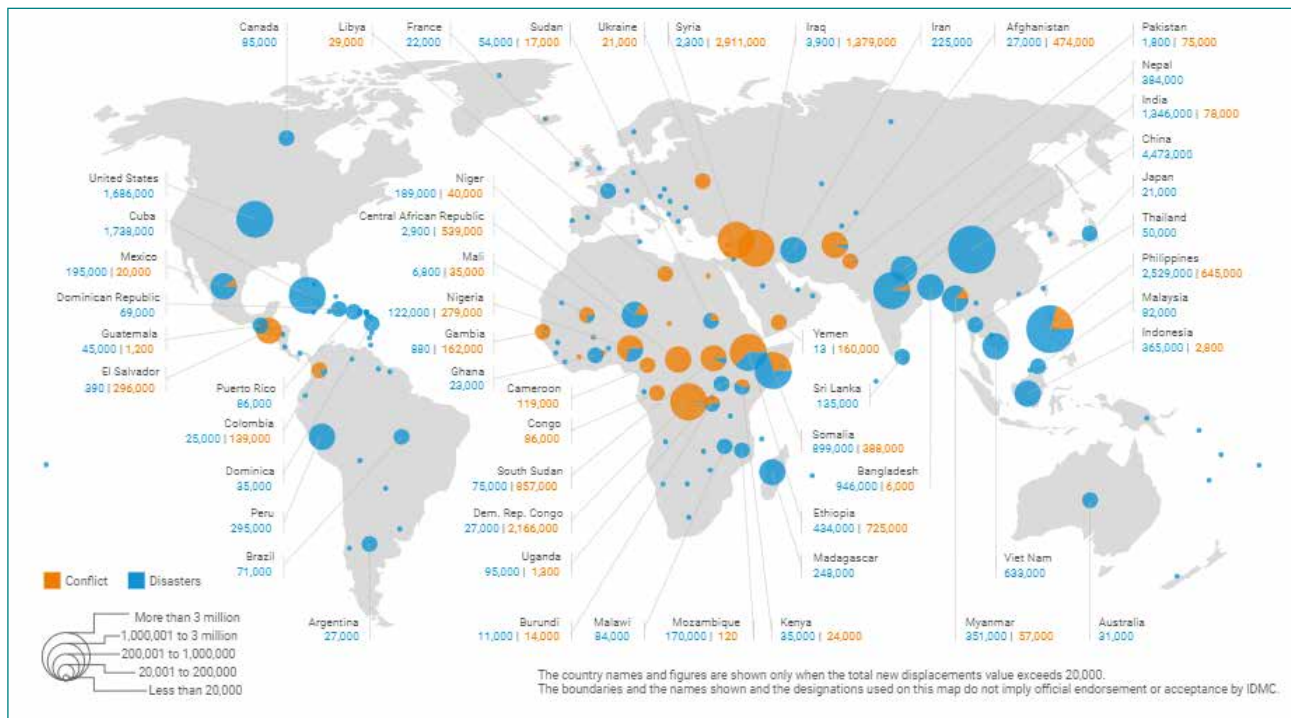 Canada
85,000
Libya
29,000
France
22,000
Sudan
54,000 | 17,000
Ukraine
21,000
Syria
2,300 | 2,911,000
Iraq
3,900 | 1,379,000
Iran
225,000
Afghanistan
27,000 | 474,000
Pakistan
1,800 | 75,000
Nepal
384,000
India
1,346,000 | 78,000
China
4,473,000
Japan
21,000
Thailand
50,000
Philippines
2,529,000 | 645,000
Malaysia
82,000
Indonesia
365,000 | 2,800
United States
1,686,000
Cuba
1,738,000
Mexico
195,000 | 20,000
Dominican Republic
69,000
Guatemala
45,000 | 1,200
El Salvador
390 | 296,000
Niger
189,000 | 40,000
Central African Republic
2,900 | 539,000
Mali
6,800 | 35,000
Nigeria
122,000 | 279,000
Gambia
880 | 162,000
Ghana
23,000
Puerto Rico
86,000
Colombia
25,000 | 139,000
Dominica
35,000
Peru
295,000
Brazil
71,000
Argentina
27,000
Cameroon
119,000
Congo
86,000
South Sudan
75,000 | 857,000
Dem. Rep. Congo
27,000 | 2,166,000
Uganda
95,000 | 1,300
Burundi
11,000 | 14,000
Malawi
84,000
Mozambique
170,000 | 120
Kenya
35,000 | 24,000
Yemen
13 | 160,000
Sri Lanka
135,000
Somalia
899,000 | 388,000
Bangladesh
946,000 | 6,000
Ethiopia
434,000 | 725,000
Madagascar
248,000
Viet Nam
633,000
Myanmar
351,000 | 57,000
Australia
31,000
Conflict
Disasters
More than 3 million
1,000,001 to 3 million
200,001 to 1,000,000
20,001 to 200,000
Less than 20,000
The country names and figures are shown only when the total new displacements value exceeds 20,000.
The boundaries and the names shown and the designations used on this map do not imply official endorsement or acceptance by IDMC.